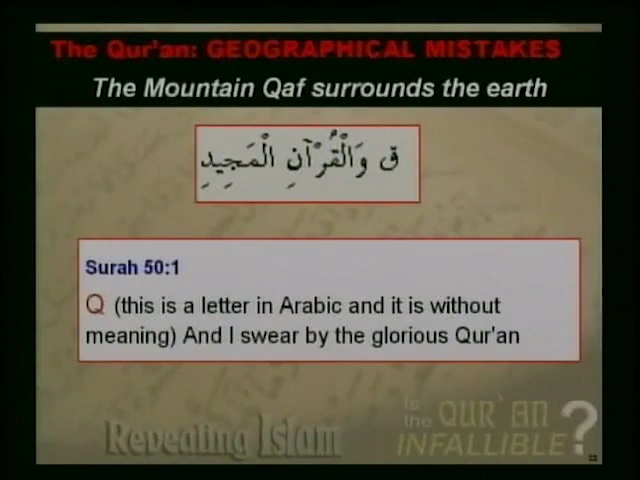 The Qur'an: GEOGRAPHICAL MISTAKES
The Mountain Qaf surrounds the earth
ق وَالْقُرْآنِ الْمَجِيدِ
Surah 50:1
Q (this is a letter in Arabic and it is without
meaning) And I swear by the glorious Qur'an
Revealing Islam
Is
the QUR'AN
INFALLIBLE?